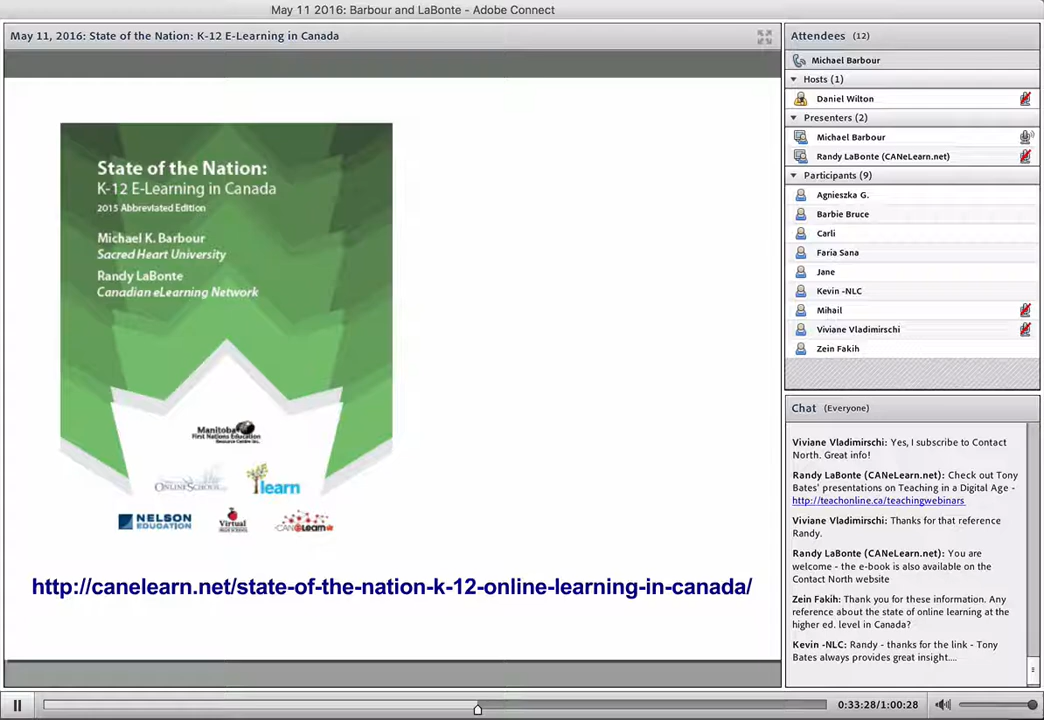 May 11 2016: Barbour and LaBonte - Adobe Connect
May 11, 2016: State of the Nation: K-12 E-Learning in Canada
State of the Nation:
K-12 E-Learning in Canada
2015 Abbreviated Edition
Michael K. Barbour
Sacred Heart University
Randy LaBonte
Canadian eLearning Network
Manitoba
First Nations Education
Resource Centre Inc.
ONLINESCHOOL
learn
NELSON
EDUCATION
Virtual
HIGH SCHOOL
CANeLearn
http://canelearn.net/state-of-the-nation-k-12-online-learning-in-canada/
Attendees (12)
Michael Barbour
Hosts (1)
Daniel Wilton
Presenters (2)
Michael Barbour
Randy LaBonte (CANeLearn.net)
Participants (9)
Agnieszka G.
Barbie Bruce
Carli
Faria Sana
Jane
Kevin -NLC
Mihail
Viviane Vladimirschi
Zein Fakih
Chat (Everyone)
Viviane Vladimirschi: Yes, I subscribe to Contact
North. Great info!
Randy LaBonte (CANeLearn.net): Check out Tony
Bates' presentations on Teaching in a Digital Age -
http://teachonline.ca/teachingwebinars
Viviane Vladimirschi: Thanks for that reference
Randy.
Randy LaBonte (CANeLearn.net): You are
welcome - the e-book is also available on the
Contact North website
Zein Fakih: Thank you for these information. Any
reference about the state of online learning at the
higher ed. level in Canada?
Kevin -NLC: Randy - thanks for the link - Tony
Bates always provides great insight....
0:33:28/1:00:28